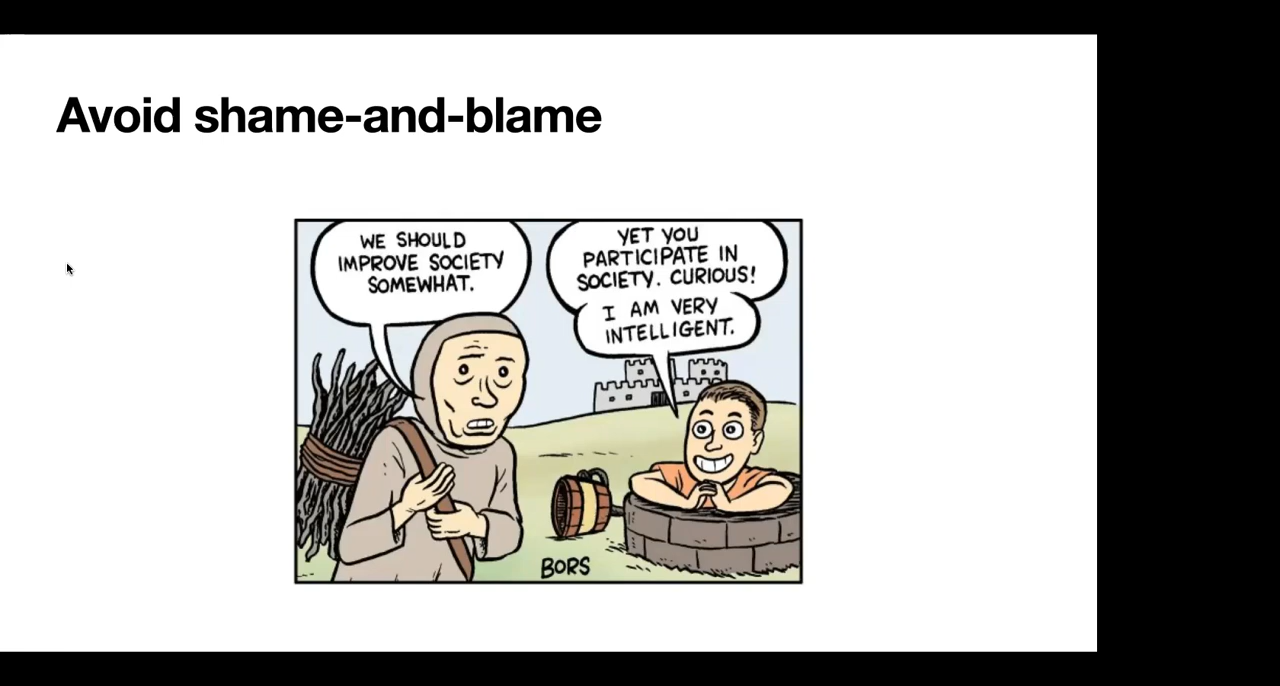 Avoid shame-and-blame
WE SHOULD
IMPROVE SOCIETY
SOMEWHAT.
YET YOU
PARTICIPATE IN
SOCIETY. CURIOUS!
I AM VERY
INTELLIGENT.
BORS